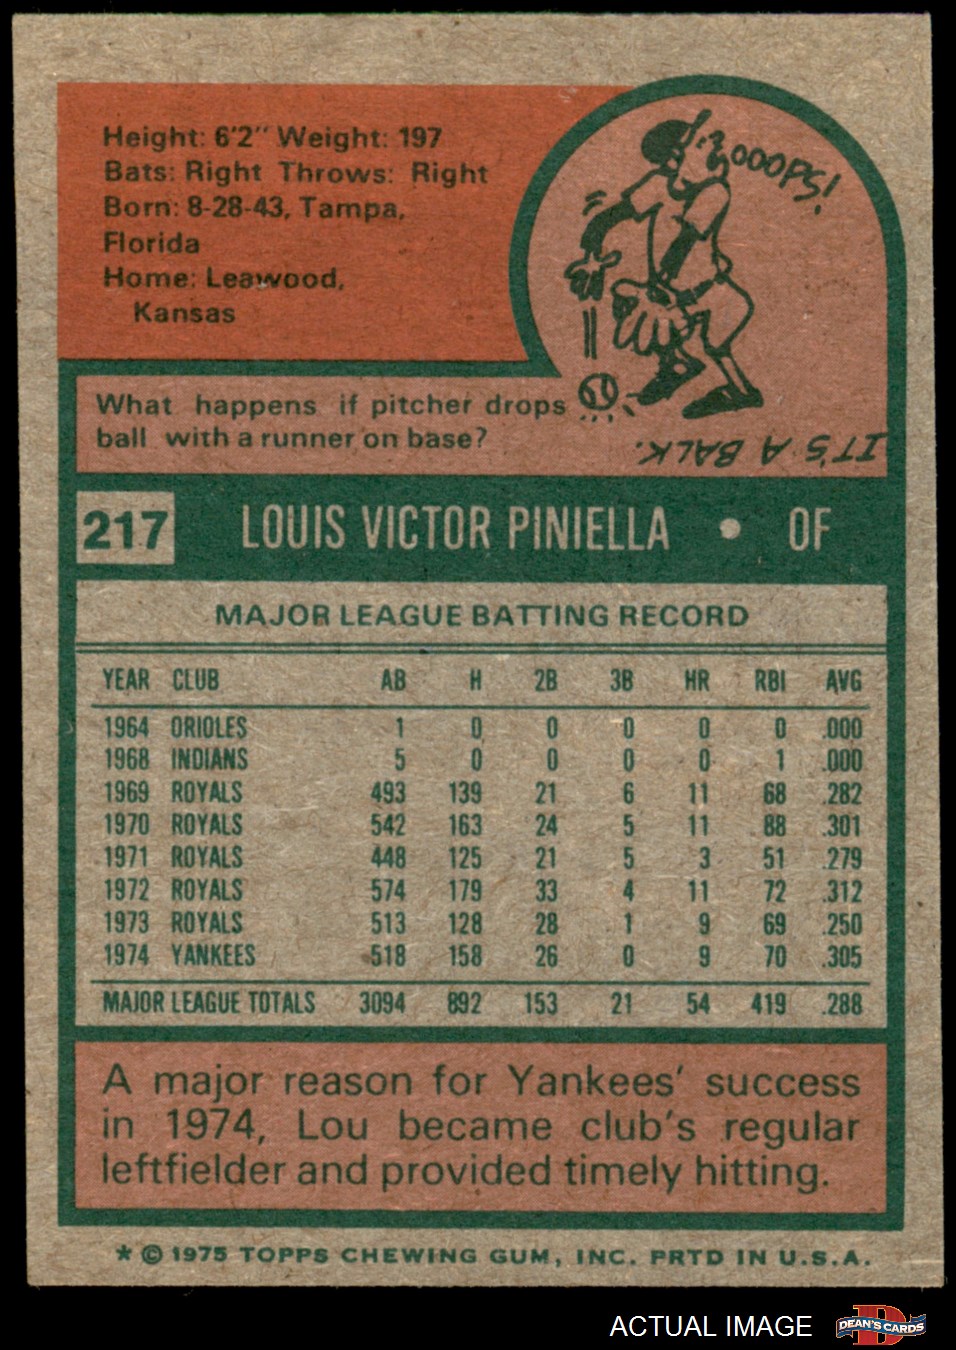 Height: 6'2" Weight: 197
Bats: Right Throws: Right
Born: 8-28-43, Tampa,
Florida
Home: Leawood,
Kansas
OOOPS!
What happens if pitcher drops
ball with a runner on base?
IT'S A BALK.
217 LOUIS VICTOR PINIELLA • OF
MAJOR LEAGUE BATTING RECORD
YEAR CLUB AB H 2B 3B HR RBI AVG
1964 ORIOLES 1 0 0 0 0 0 .000
1968 INDIANS 5 0 0 0 0 1 .000
1969 ROYALS 493 139 21 6 11 68 .282
1970 ROYALS 542 163 24 5 11 88 .301
1971 ROYALS 448 125 21 5 3 51 .279
1972 ROYALS 574 179 33 4 11 72 .312
1973 ROYALS 513 128 28 1 9 69 .250
1974 YANKEES 518 158 26 0 9 70 .305
MAJOR LEAGUE TOTALS 3094 892 153 21 54 419 .288
A major reason for Yankees' success
in 1974, Lou became club's regular
leftfielder and provided timely hitting.
* © 1975 TOPPS CHEWING GUM, INC. PRTD IN U.S.A.
ACTUAL IMAGE
D
DEAN'S CARDS